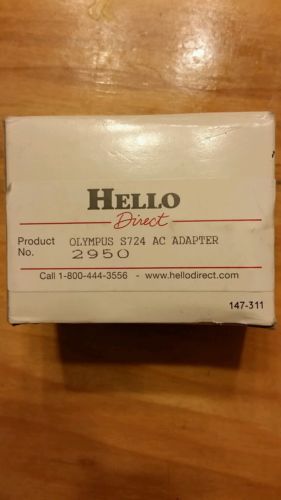 HELLO
Direct
Product OLYMPUS S724 AC ADAPTER
No. 2950
Call 1-800-444-3556 - www.hellodirect.com
147-311